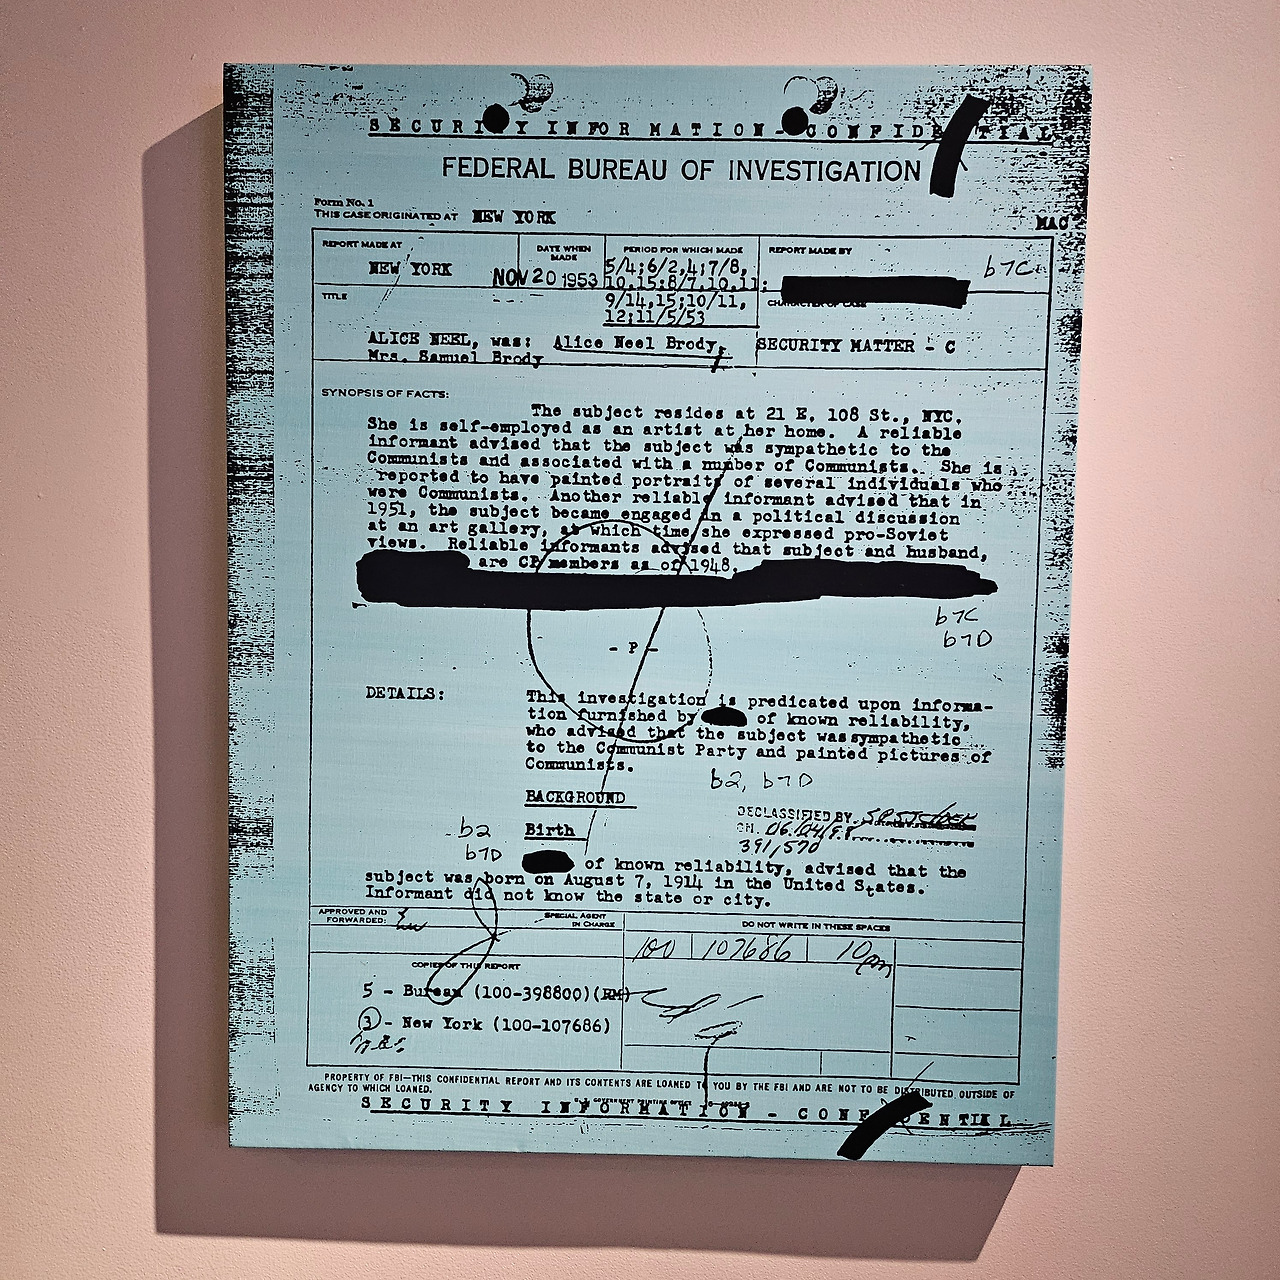 SECURITY INFORMATION - CONFIDENTIAL
FEDERAL BUREAU OF INVESTIGATION
Form No. 1
THIS CASE ORIGINATED AT NEW YORK
MAC
REPORT MADE AT
DATE WHEN MADE
PERIOD FOR WHICH MADE
REPORT MADE BY
NEW YORK
NOV 20 1953
5/4;6/2,4;7/8,
10,15;8/7,10,11;
9/14,15;10/11,
12;11/5/53
b7C
TITLE
CHARACTER OF CASE
ALICE NEEL, was: Alice Neel Brody,
Mrs. Samuel Brody
SECURITY MATTER - C
SYNOPSIS OF FACTS:
The subject resides at 21 E. 108 St., NYC.
She is self-employed as an artist at her home. A reliable
informant advised that the subject was sympathetic to the
Communists and associated with a number of Communists. She is
reported to have painted portraits of several individuals who
were Communists. Another reliable informant advised that in
1951, the subject became engaged in a political discussion
at an art gallery, at which time she expressed pro-Soviet
views. Reliable informants advised that subject and husband,
are CP members as of 1948.
b7C
b7D
- P -
DETAILS:
This investigation is predicated upon informa-
tion furnished by of known reliability,
who advised that the subject was sympathetic
to the Communist Party and painted pictures of
Communists.
b2, b7D
BACKGROUND
DECLASSIFIED BY
ON
391,570
b2
b7D
Birth
of known reliability, advised that the
subject was born on August 7, 1914 in the United States.
Informant did not know the state or city.
APPROVED AND
FORWARDED:
SPECIAL AGENT
IN CHARGE
DO NOT WRITE IN THESE SPACES
100 107686
COPIES OF THIS REPORT
5 - Bureau (100-398800)(RM)
3 - New York (100-107686)
PROPERTY OF FBI—THIS CONFIDENTIAL REPORT AND ITS CONTENTS ARE LOANED TO YOU BY THE FBI AND ARE NOT TO BE DISTRIBUTED OUTSIDE OF
AGENCY TO WHICH LOANED.
SECURITY INFORMATION - CONFIDENTIAL